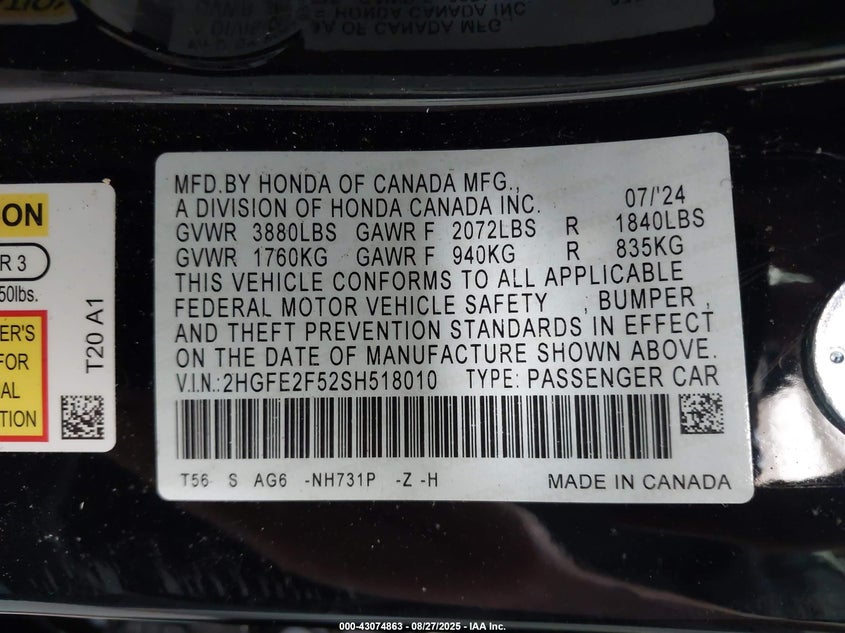 MFD.BY HONDA OF CANADA MFG.,
A DIVISION OF HONDA CANADA INC. 07/'24
GVWR 3880LBS GAWR F 2072LBS R 1840LBS
GVWR 1760KG GAWR F 940KG R 835KG
THIS VEHICLE CONFORMS TO ALL APPLICABLE
FEDERAL MOTOR VEHICLE SAFETY , BUMPER ,
AND THEFT PREVENTION STANDARDS IN EFFECT
ON THE DATE OF MANUFACTURE SHOWN ABOVE.
V.I.N.:2HGFE2F52SH518010 TYPE: PASSENGER CAR
T56 S AG6 -NH731P -Z -H MADE IN CANADA
ON
R 3
50lbs.
ER'S
FOR
AL
TION
T20 A1
000-43074863 - 08/27/2025 - IAA Inc.